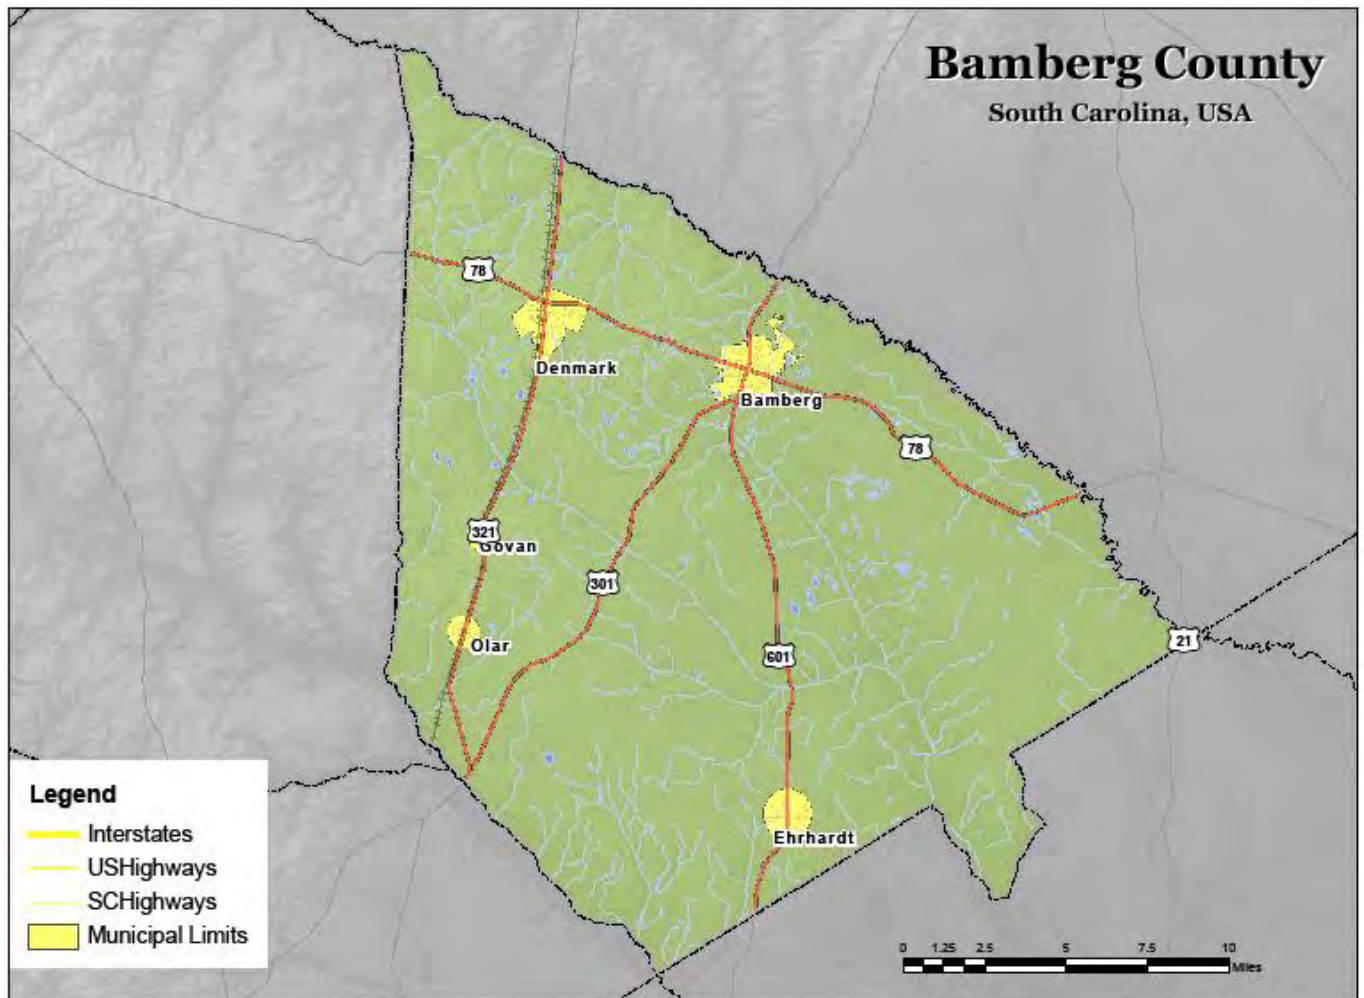 Bamberg County
South Carolina, USA
78
Denmark
Bamberg
78
321
Govan
301
Olar
601
21
Ehrhardt
Legend
Interstates
USHighways
SCHighways
Municipal Limits
0 1.25 2.5 5 7.5 10
Miles